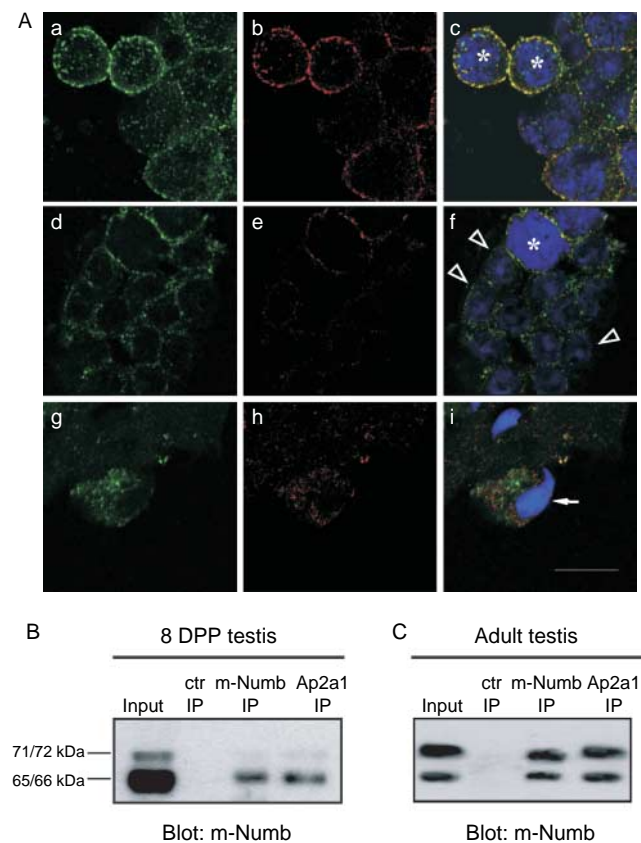 A
a
b
c
*
*
d
e
f
*
g
h
i
B
8 DPP testis
Input
ctr IP
m-Numb IP
Ap2a1 IP
71/72 kDa
65/66 kDa
Blot: m-Numb
C
Adult testis
Input
ctr IP
m-Numb IP
Ap2a1 IP
Blot: m-Numb